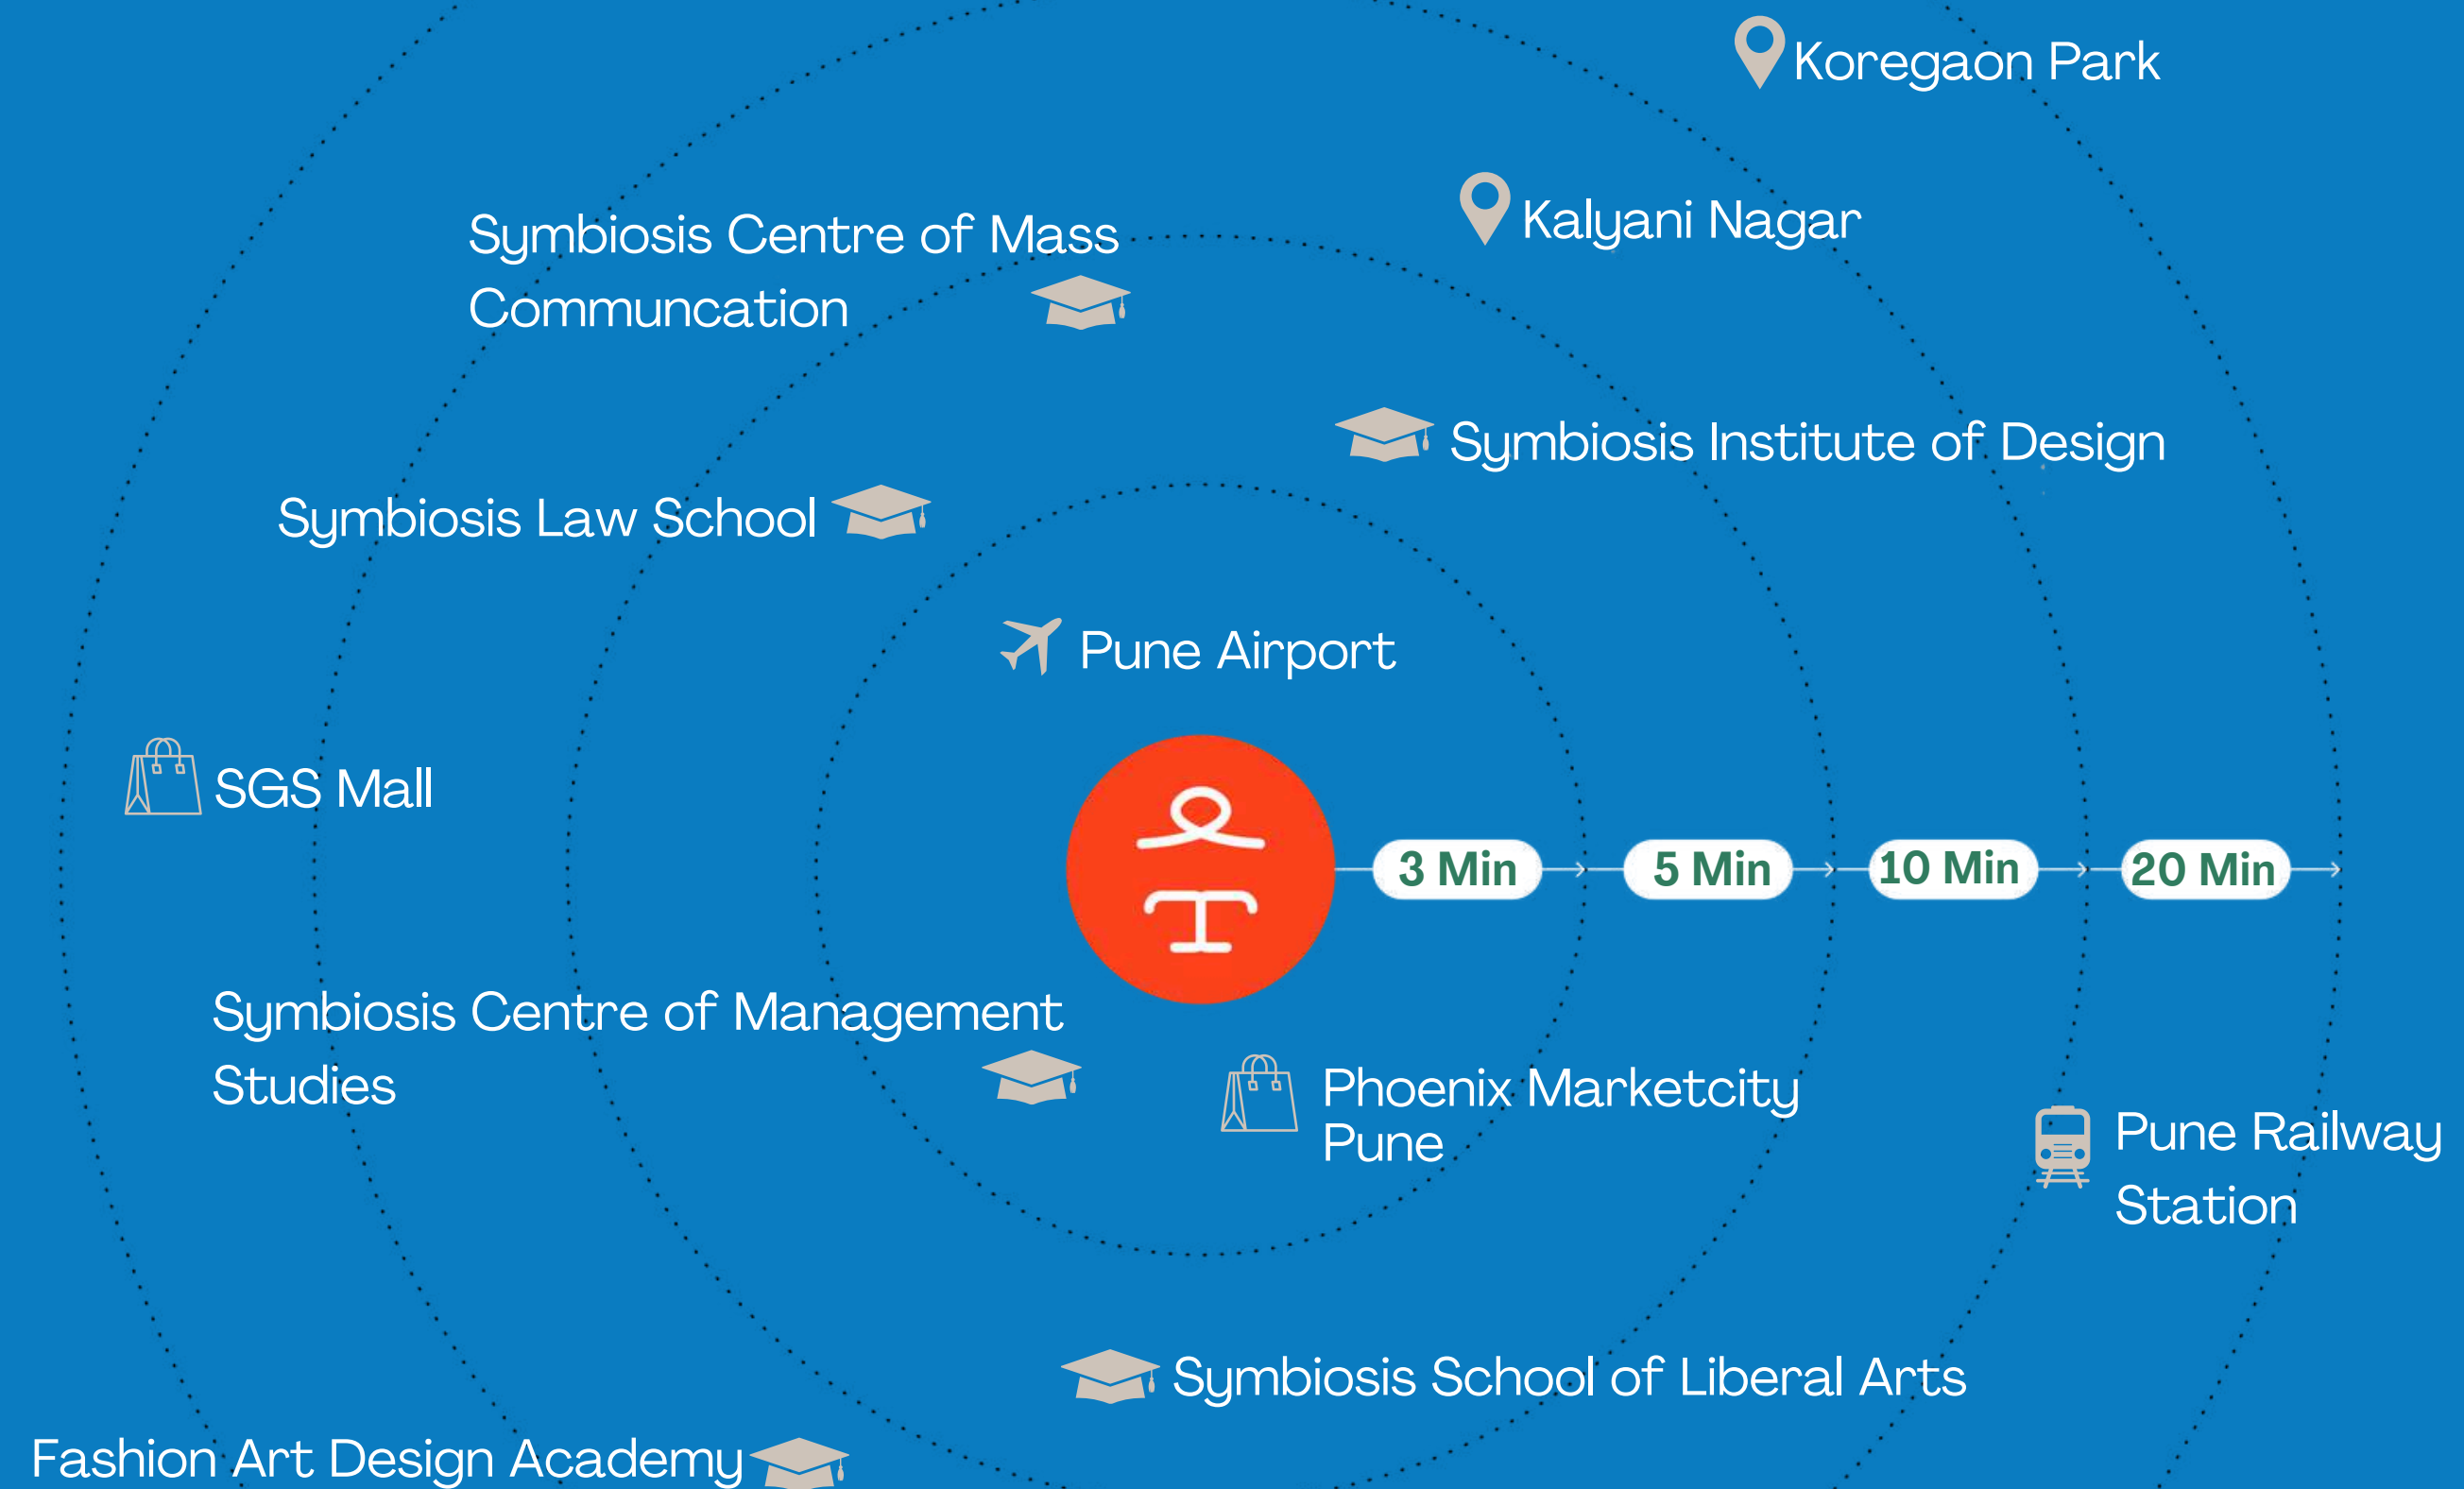 Koregaon Park
Kalyani Nagar
Symbiosis Centre of Mass
Communcation
Symbiosis Institute of Design
Symbiosis Law School
Pune Airport
SGS Mall
3 Min
5 Min
10 Min
20 Min
Symbiosis Centre of Management
Studies
Phoenix Marketcity
Pune
Pune Railway
Station
Symbiosis School of Liberal Arts
Fashion Art Design Academy